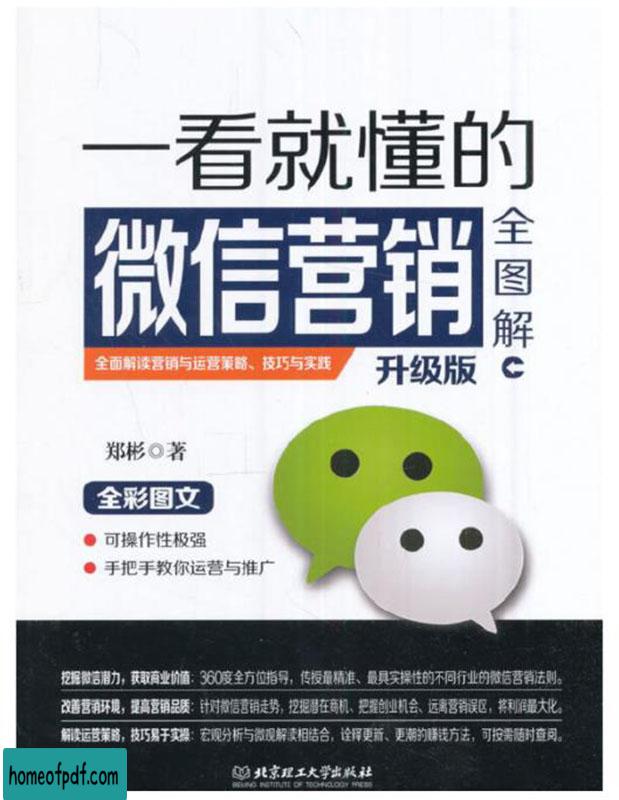 一看就懂的
微信营销
全图解
全面解读营销与运营策略、技巧与实践
升级版
郑彬◎著
全彩图文
可操作性极强
手把手教你运营与推广
挖掘微信潜力，获取商业价值：360度全方位指导，传授最精准、最具实操性的不同行业的微信营销法则。
改善营销环境，提高营销品质：针对微信营销走势，挖掘潜在商机、把握创业机会、远离营销误区，将利润最大化。
解读运营策略，技巧易于实操：宏观分析与微观解读相结合，诠释更新、更潮的赚钱方法，可按需随时查阅。
北京理工大学出版社
BEIJING INSTITUTE OF TECHNOLOGY PRESS
homeofpdf.com